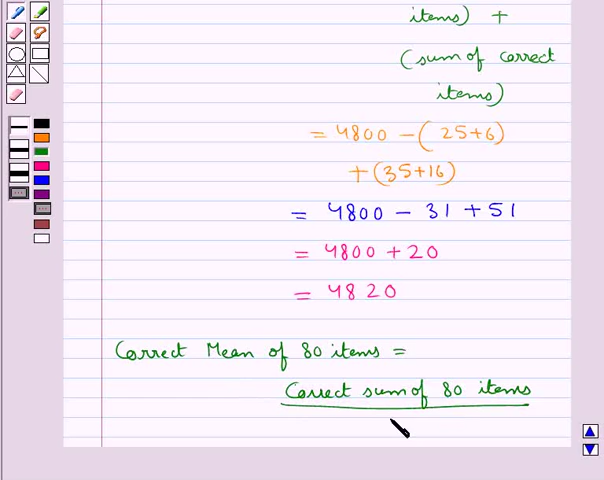 items) +
(sum of correct
items)
= 4800 - (25+6)
+ (35+16)
= 4800 - 31 + 51
= 4800 + 20
= 4820
Correct Mean of 80 items =
Correct sum of 80 items